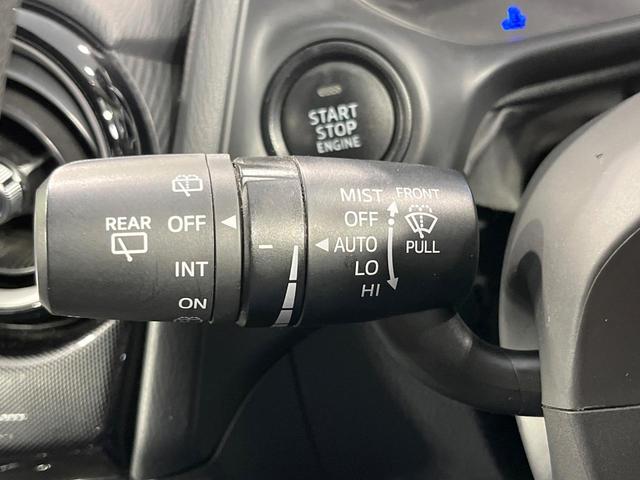 START
STOP
ENGINE
REAR
OFF
INT
ON
MIST
OFF
AUTO
LO
HI
FRONT
PULL